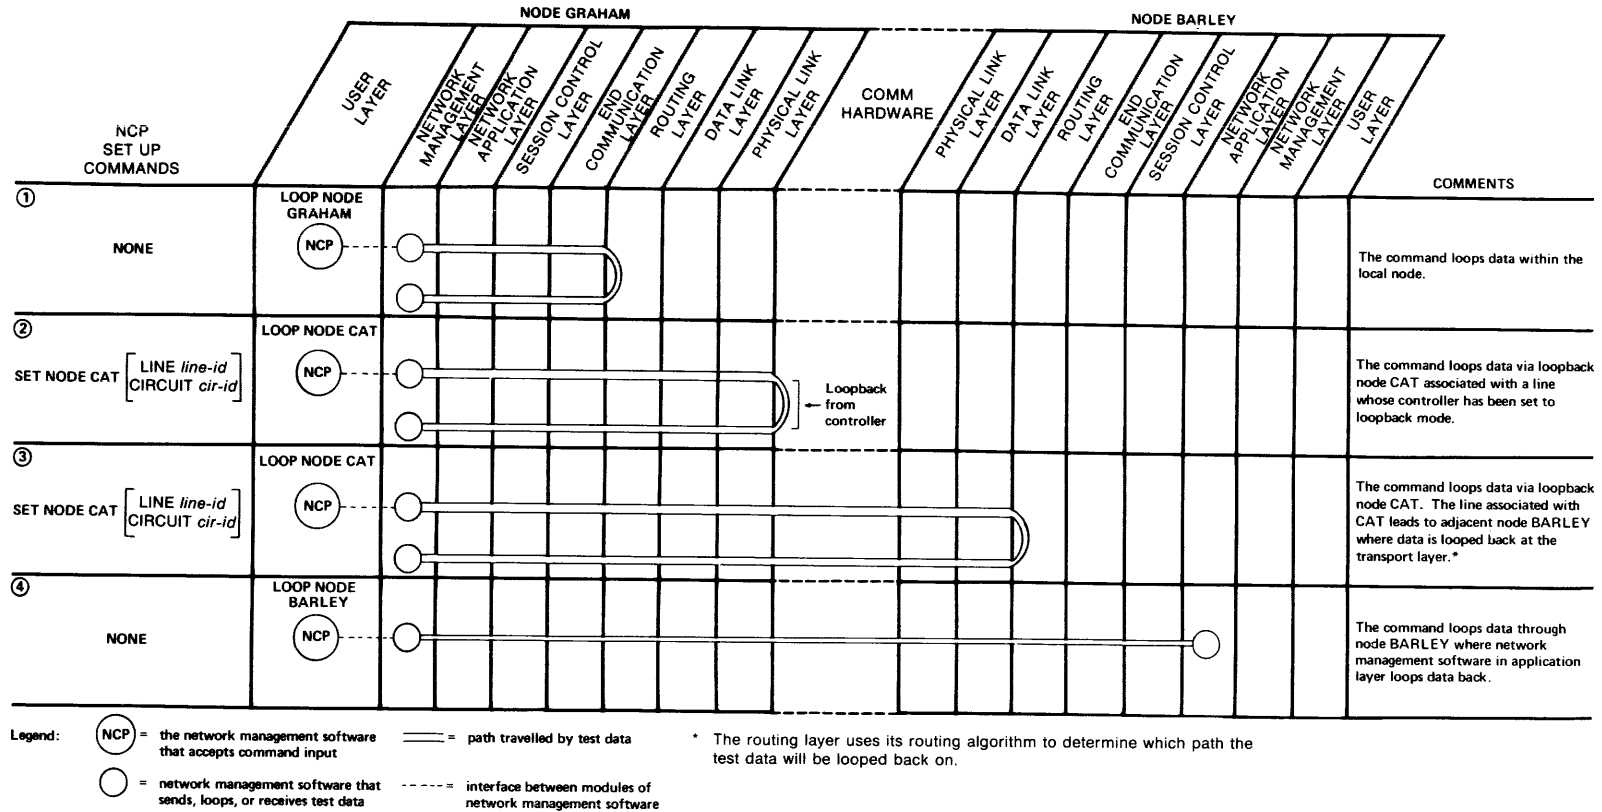 NODE GRAHAM
NODE BARLEY
USER
LAYER
NETWORK
MANAGEMENT
LAYER
NETWORK
APPLICATION
LAYER
SESSION CONTROL
LAYER
END
COMMUNICATION
LAYER
ROUTING
LAYER
DATA LINK
LAYER
PHYSICAL LINK
LAYER
COMM
HARDWARE
PHYSICAL LINK
LAYER
DATA LINK
LAYER
ROUTING
LAYER
END
COMMUNICATION
LAYER
SESSION CONTROL
LAYER
NETWORK
APPLICATION
LAYER
NETWORK
MANAGEMENT
LAYER
USER
LAYER
NCP
SET UP
COMMANDS
COMMENTS
1
NONE
LOOP NODE
GRAHAM
NCP
The command loops data within the
local node.
2
SET NODE CAT
LINE line-id
CIRCUIT cir-id
LOOP NODE CAT
NCP
Loopback
from
controller
The command loops data via loopback
node CAT associated with a line
whose controller has been set to
loopback mode.
3
SET NODE CAT
LINE line-id
CIRCUIT cir-id
LOOP NODE CAT
NCP
The command loops data via loopback
node CAT. The line associated with
CAT leads to adjacent node BARLEY
where data is looped back at the
transport layer.*
4
NONE
LOOP NODE
BARLEY
NCP
The command loops data through
node BARLEY where network
management software in application
layer loops data back.
Legend:
NCP = the network management software
that accepts command input
= path travelled by test data
* The routing layer uses its routing algorithm to determine which path the
test data will be looped back on.
= network management software that
sends, loops, or receives test data
= interface between modules of
network management software